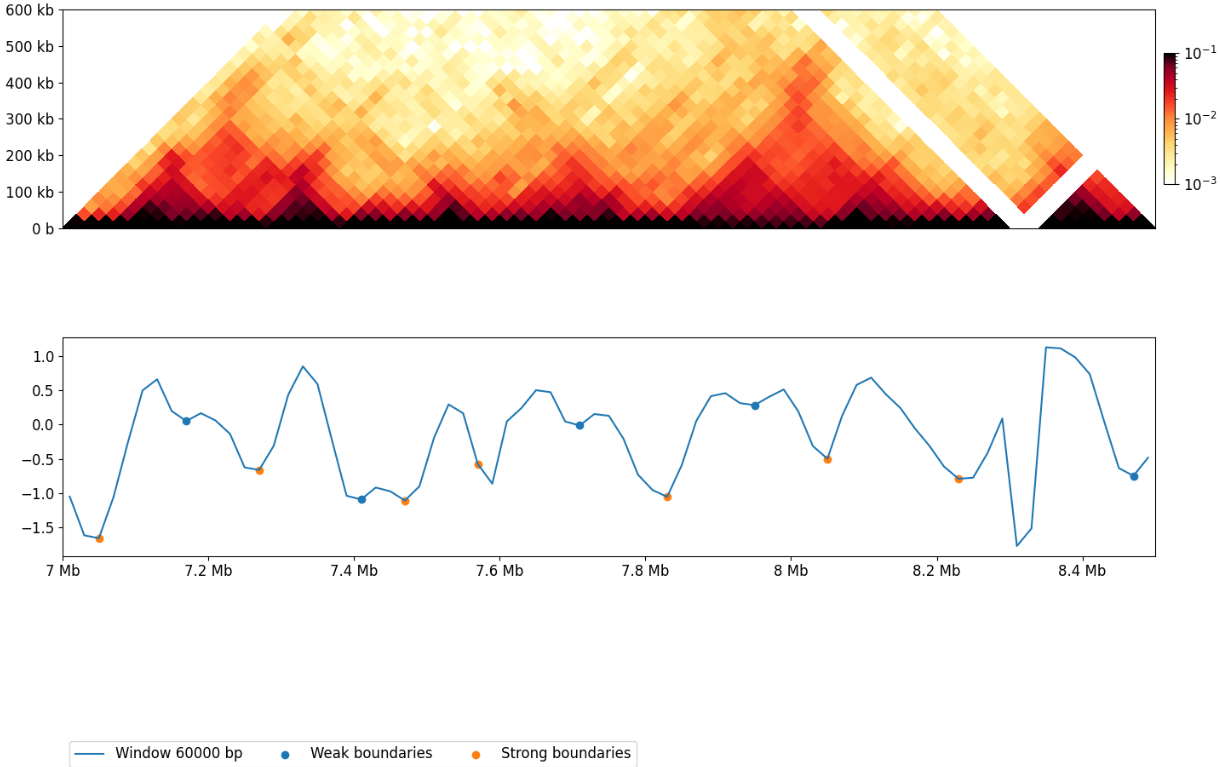 600 kb
500 kb
400 kb
300 kb
200 kb
100 kb
0 b
10⁻¹
10⁻²
10⁻³
1.0
0.5
0.0
−0.5
−1.0
−1.5
7 Mb 7.2 Mb 7.4 Mb 7.6 Mb 7.8 Mb 8 Mb 8.2 Mb 8.4 Mb
Window 60000 bp Weak boundaries Strong boundaries